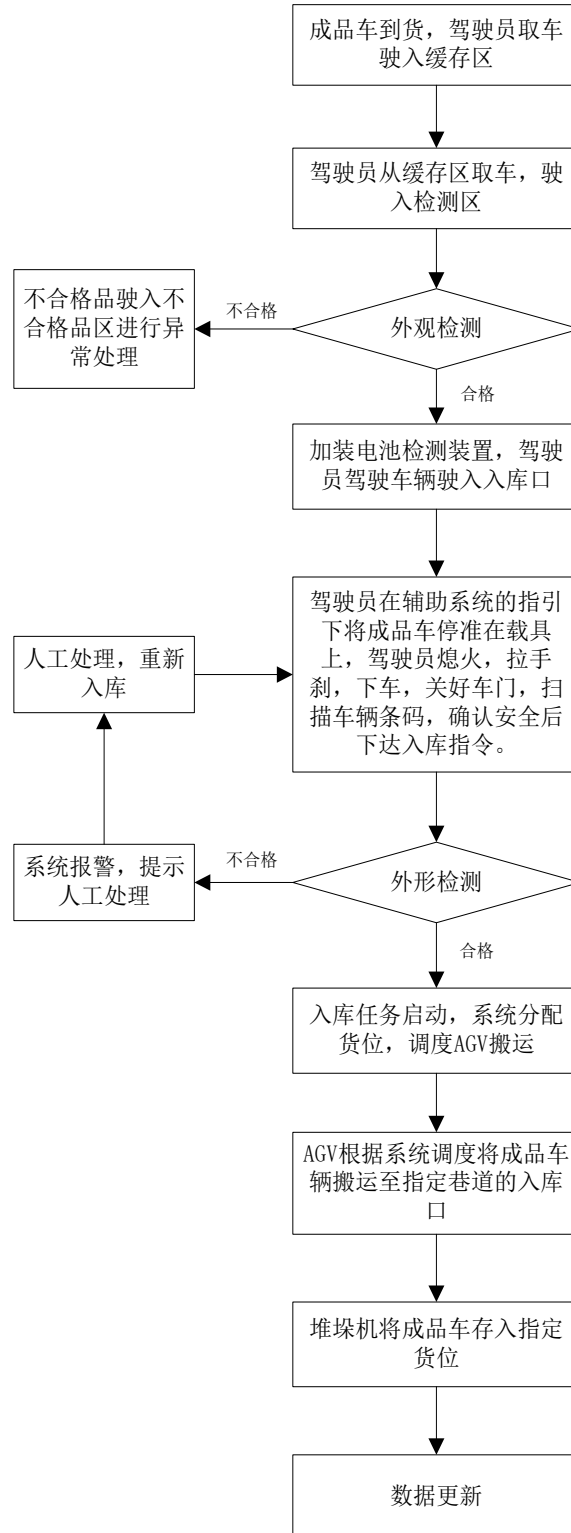 成品车到货，驾驶员取车
驶入缓存区
驾驶员从缓存区取车，驶
入检测区
不合格品驶入不
合格品区进行异
常处理
不合格
外观检测
合格
加装电池检测装置，驾驶
员驾驶车辆驶入入库口
驾驶员在辅助系统的指引
下将成品车停准在载具
上，驾驶员熄火，拉手
刹，下车，关好车门，扫
描车辆条码，确认安全后
下达入库指令。
人工处理，重新
入库
系统报警，提示
人工处理
不合格
外形检测
合格
入库任务启动，系统分配
货位，调度AGV搬运
AGV根据系统调度将成品车
辆搬运至指定巷道的入库
口
堆垛机将成品车存入指定
货位
数据更新